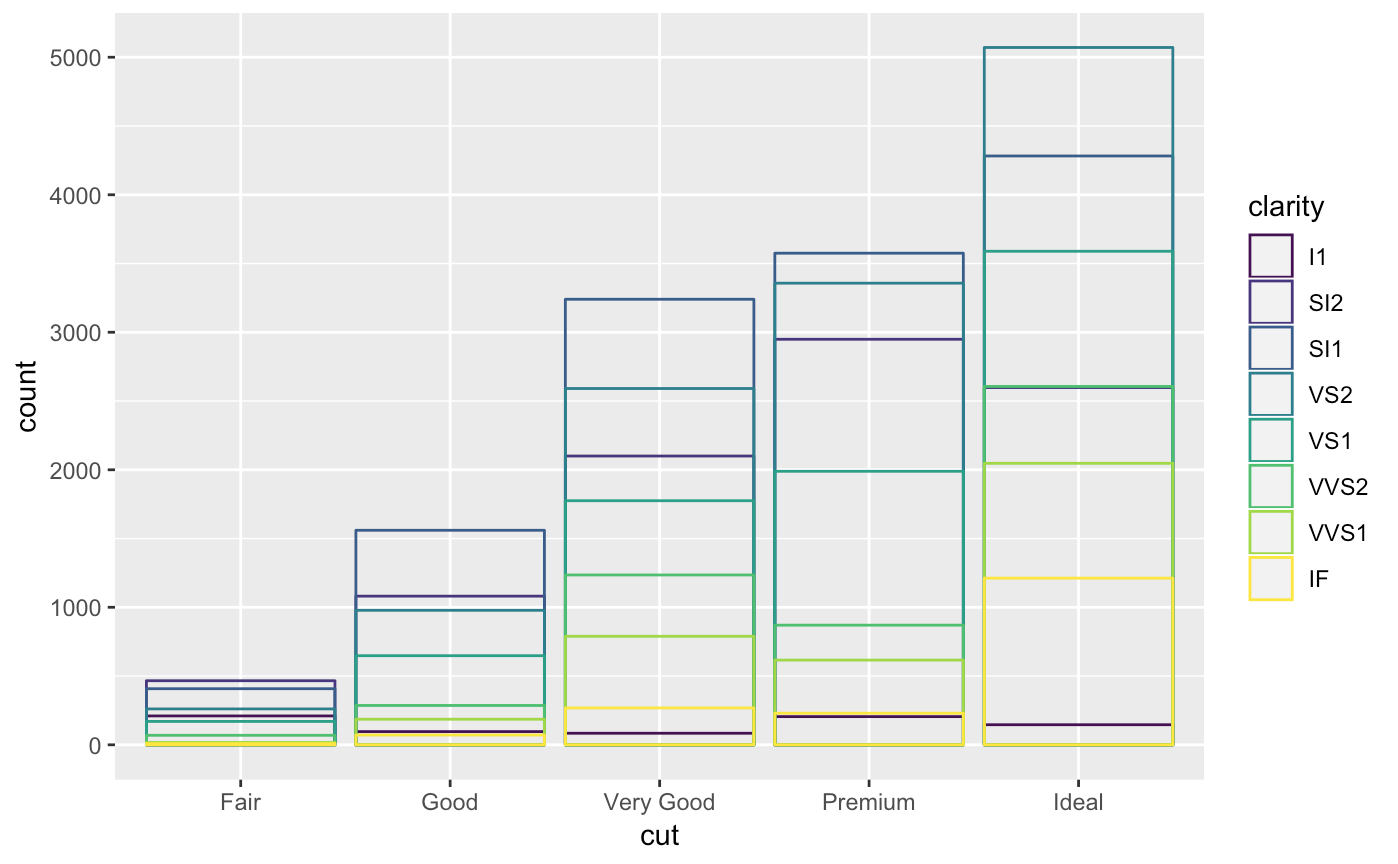 5000
4000
3000
2000
1000
0
count
Fair Good Very Good Premium Ideal
cut
clarity
I1
SI2
SI1
VS2
VS1
VVS2
VVS1
IF